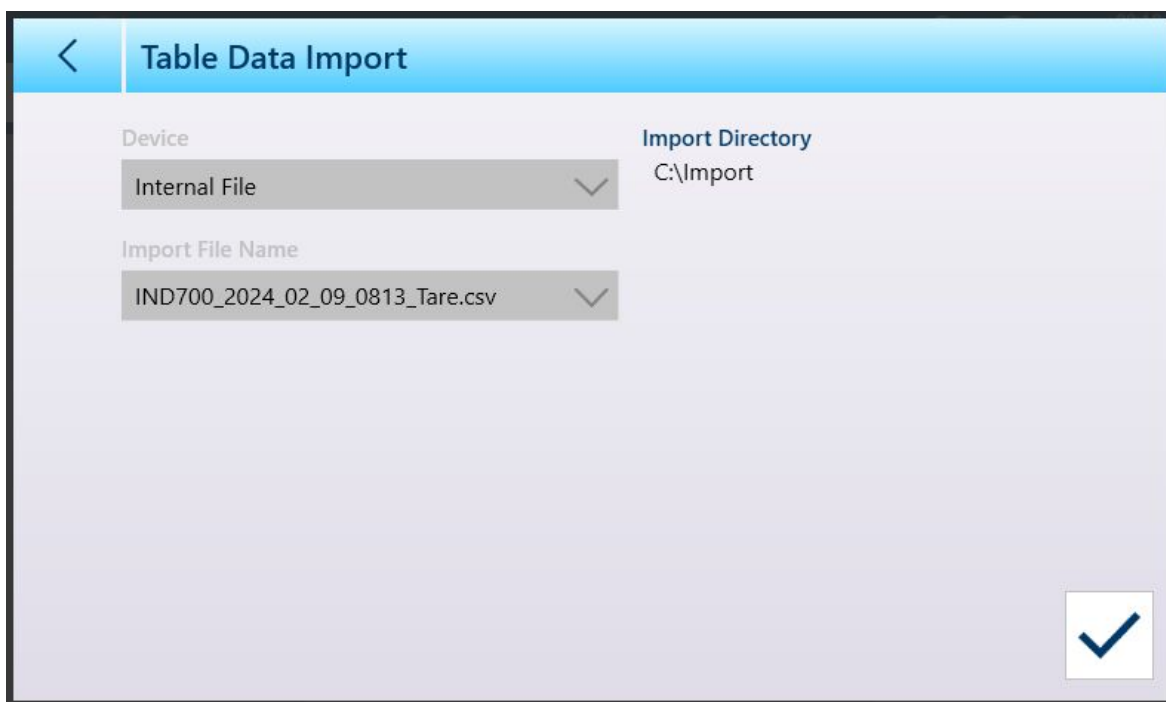 Table Data Import
Device
Internal File
Import File Name
IND700_2024_02_09_0813_Tare.csv
Import Directory
C:\Import